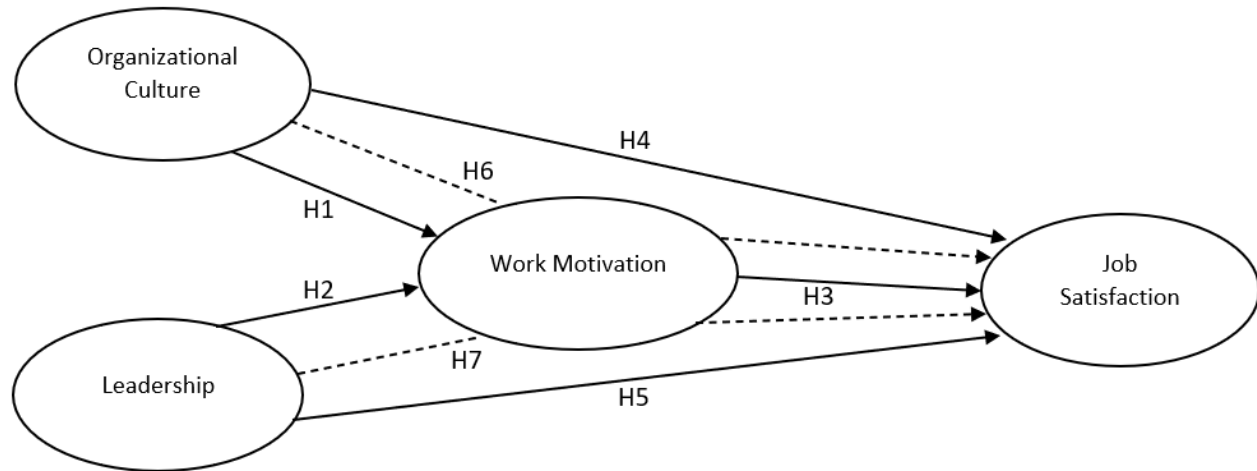 Organizational
Culture
H4
H6
H1
Work Motivation
Job
Satisfaction
H2
H3
H7
Leadership
H5